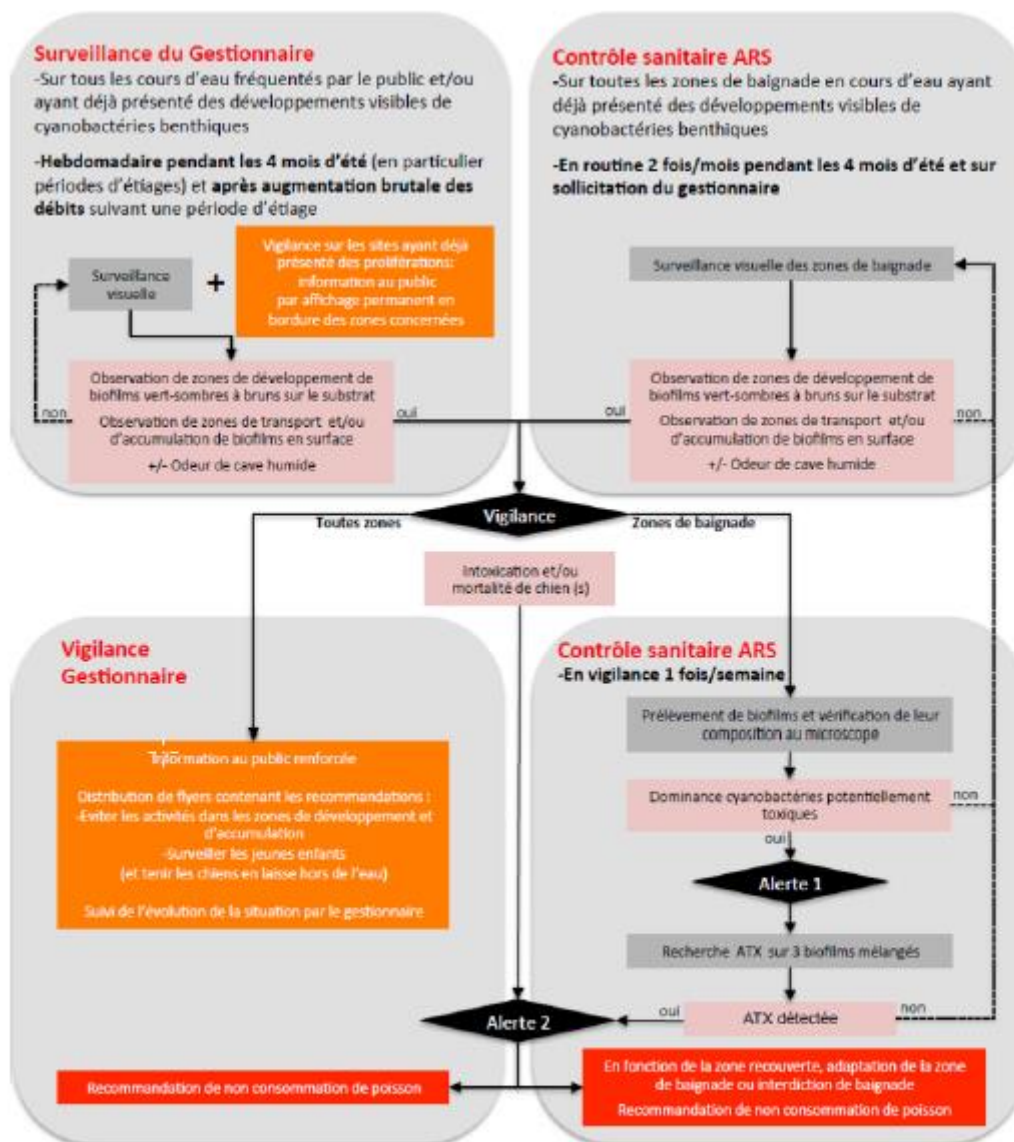 Surveillance du Gestionnaire
-Sur tous les cours d'eau fréquentés par le public et/ou
ayant déjà présenté des développements visibles de
cyanobactéries benthiques
-Hebdomadaire pendant les 4 mois d'été (en particulier
périodes d'étiages) et après augmentation brutale des
débits suivant une période d'étiage
Surveillance
visuelle
+
Vigilance sur les sites ayant déjà
présenté des proliférations:
information au public
par affichage permanent en
bordure des zones concernées
Observation de zones de développement de
biofilms vert-sombres à bruns sur le substrat
Observation de zones de transport et/ou
d'accumulation de biofilms en surface
+/- Odeur de cave humide
non
oui
Contrôle sanitaire ARS
-Sur toutes les zones de baignade en cours d'eau ayant
déjà présenté des développements visibles de
cyanobactéries benthiques
-En routine 2 fois/mois pendant les 4 mois d'été et sur
sollicitation du gestionnaire
Surveillance visuelle des zones de baignade
Observation de zones de développement de
biofilms vert-sombres à bruns sur le substrat
Observation de zones de transport et/ou
d'accumulation de biofilms en surface
+/- Odeur de cave humide
oui
non
Toutes zones
Vigilance
Zones de baignade
Intoxication et/ou
mortalité de chien (s)
Vigilance
Gestionnaire
Information au public renforcée
Distribution de flyers contenant les recommandations :
-Eviter les activités dans les zones de développement et
d'accumulation
-Surveiller les jeunes enfants
(et tenir les chiens en laisse hors de l'eau)
Suivi de l'évolution de la situation par le gestionnaire
Contrôle sanitaire ARS
-En vigilance 1 fois/semaine
Prélèvement de biofilms et vérification de leur
composition au microscope
Dominance cyanobactéries potentiellement
toxiques
non
oui
Alerte 1
Recherche ATX sur 3 biofilms mélangés
ATX détectée
oui
non
Alerte 2
Recommandation de non consommation de poisson
En fonction de la zone recouverte, adaptation de la zone
de baignade ou interdiction de baignade
Recommandation de non consommation de poisson